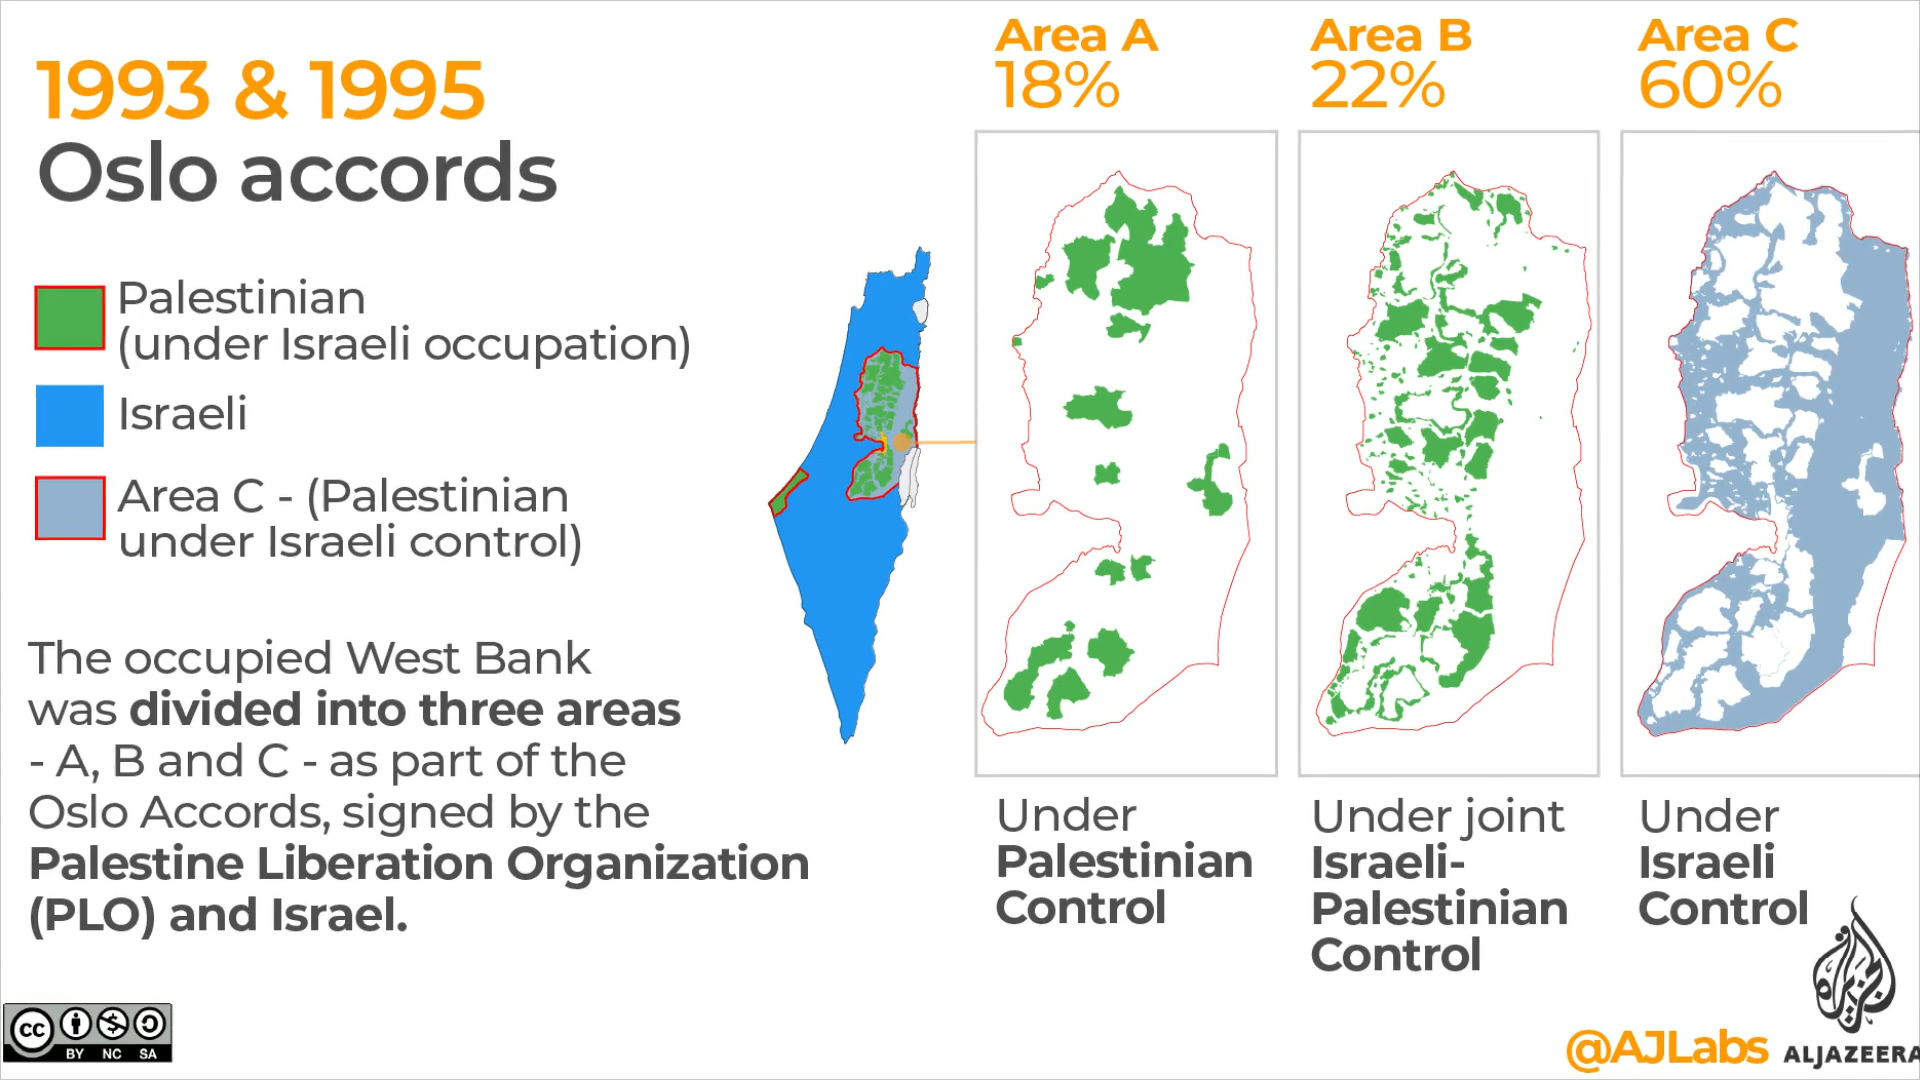 1993 & 1995
Oslo accords
Palestinian
(under Israeli occupation)
Israeli
Area C - (Palestinian
under Israeli control)
The occupied West Bank
was divided into three areas
- A, B and C - as part of the
Oslo Accords, signed by the
Palestine Liberation Organization
(PLO) and Israel.
Area A
18%
Under
Palestinian
Control
Area B
22%
Under joint
Israeli-
Palestinian
Control
Area C
60%
Under
Israeli
Control
cc
BY NC SA
@AJLabs
ALJAZEERA